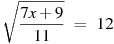 √((7x+9)/11) = 12